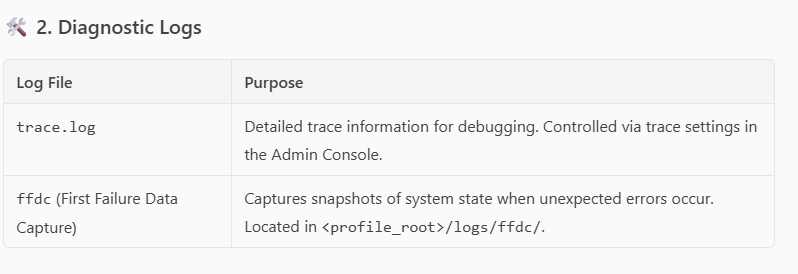 🛠️ 2. Diagnostic Logs
Log File
Purpose
trace.log
Detailed trace information for debugging. Controlled via trace settings in
the Admin Console.
ffdc (First Failure Data
Capture)
Captures snapshots of system state when unexpected errors occur.
Located in <profile_root>/logs/ffdc/.